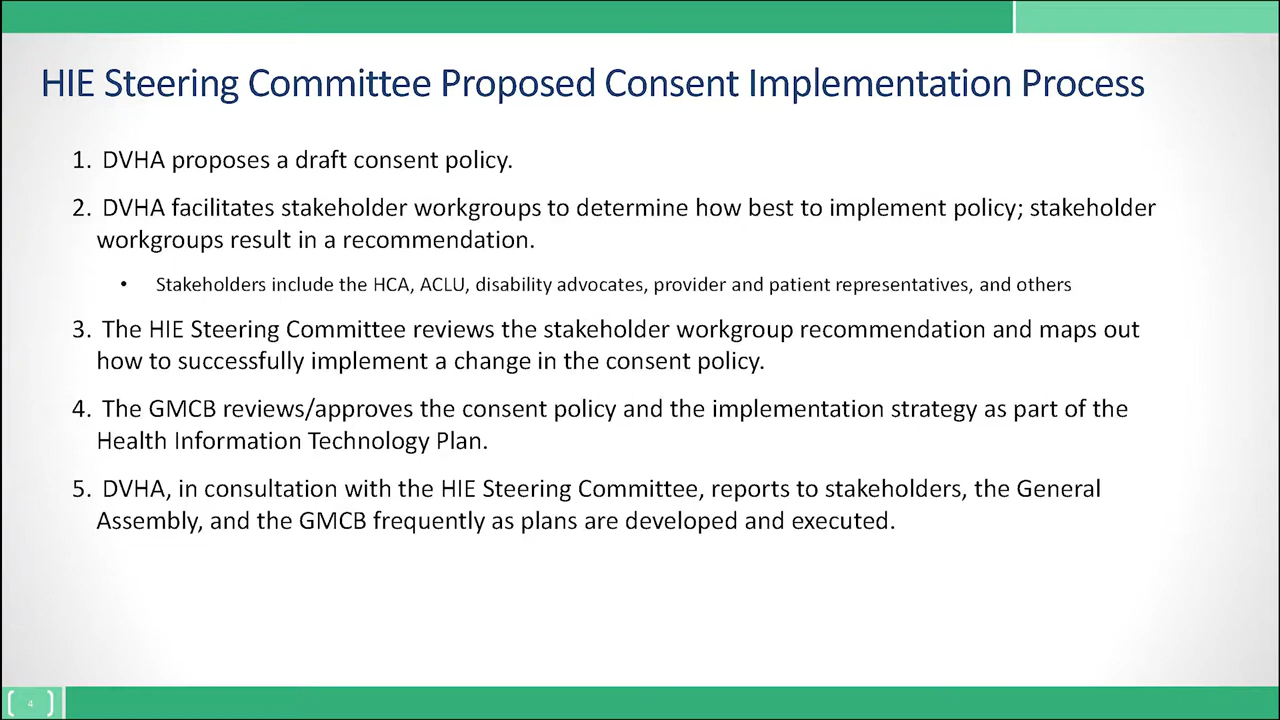 HIE Steering Committee Proposed Consent Implementation Process
1. DVHA proposes a draft consent policy.
2. DVHA facilitates stakeholder workgroups to determine how best to implement policy; stakeholder
workgroups result in a recommendation.
• Stakeholders include the HCA, ACLU, disability advocates, provider and patient representatives, and others
3. The HIE Steering Committee reviews the stakeholder workgroup recommendation and maps out
how to successfully implement a change in the consent policy.
4. The GMCB reviews/approves the consent policy and the implementation strategy as part of the
Health Information Technology Plan.
5. DVHA, in consultation with the HIE Steering Committee, reports to stakeholders, the General
Assembly, and the GMCB frequently as plans are developed and executed.
4